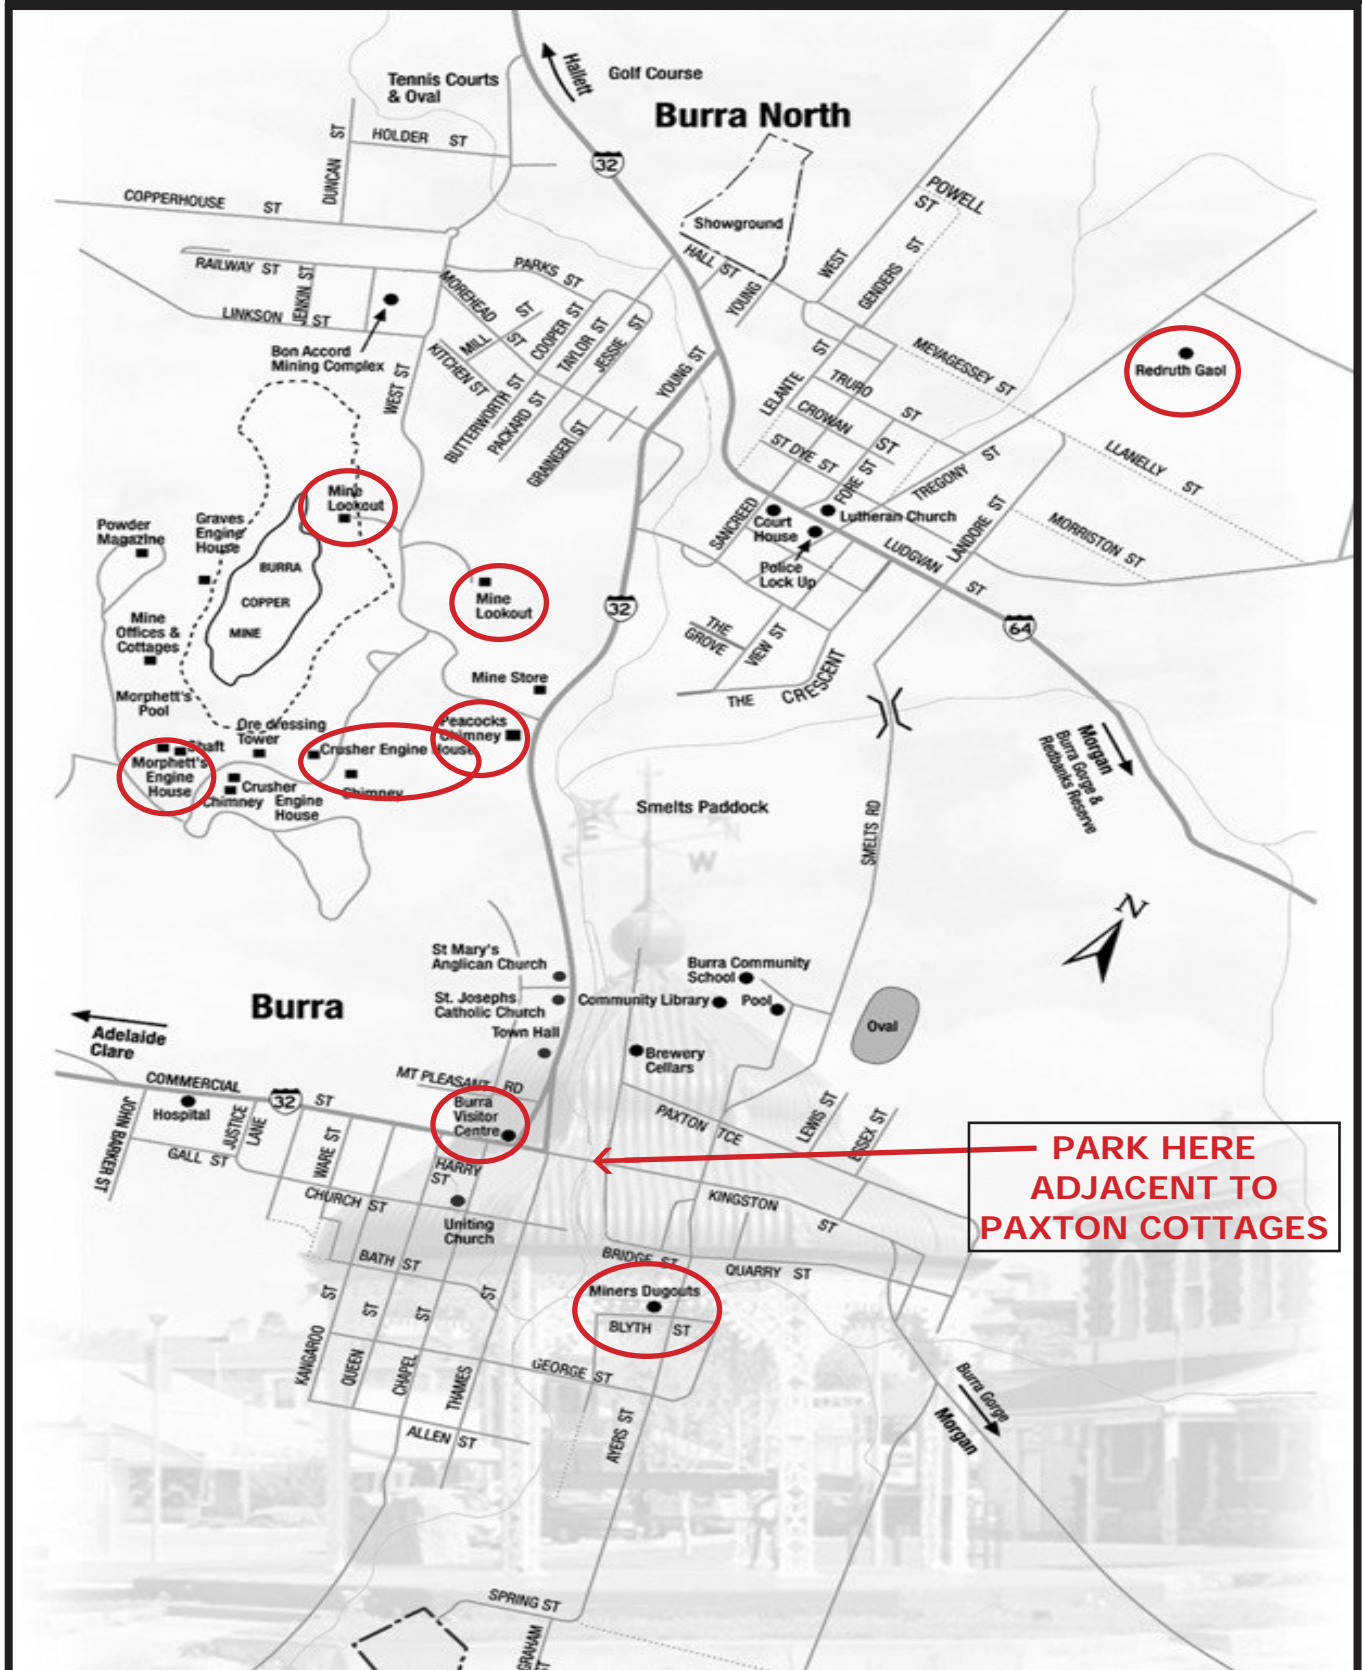 Hallett
Golf Course
Tennis Courts
& Oval
Burra North
HOLDER ST
DUNCAN ST
32
COPPERHOUSE ST
POWELL
ST
Showground
HALL ST
WEST
GENDERS ST
YOUNG
RAILWAY ST
JENKIN ST
LINKSON ST
PARKS ST
MOREHEAD
ST
MILL ST
KITCHEN ST
COOPER ST
TAYLOR ST
JESSIE ST
Bon Accord
Mining Complex
WEST ST
BUTTERWORTH ST
PACKARD ST
GRAINGER ST
YOUNG ST
LELANTE ST
TRURO ST
CROWAN ST
ST DYE ST
FORE ST
MEVAGESSEY ST
TREGONY ST
Redruth Gaol
LLANELLY ST
MORRISTON ST
LANDORE ST
SANCREED
Court
House
Lutheran Church
Police
Lock Up
LUDGVAN ST
64
Mine
Lookout
Powder
Magazine
Graves
Engine
House
BURRA
COPPER
MINE
Mine
Lookout
32
Mine
Offices &
Cottages
THE
GROVE
VIEW ST
THE CRESCENT
Mine Store
Morphett's
Pool
Ore dressing
Tower
Peacocks
Chimney
Shaft
Crusher Engine House
Morphett's
Engine
House
Chimney
Crusher
Engine
House
Chimney
Morgan
Burra Gorge &
Redbanks Reserve
Smelts Paddock
E
N
S
W
SMELTS RD
N
St Mary's
Anglican Church
Burra Community
School
Burra
St. Josephs
Catholic Church
Community Library
Pool
Adelaide
Clare
Town Hall
Oval
Brewery
Cellars
COMMERCIAL ST
32
MT PLEASANT RD
Hospital
Burra
Visitor
Centre
JOHN BARKER ST
JUSTICE
LANE
GALL ST
WARE ST
PAXTON TCE
LEWIS ST
ESSEX ST
PARK HERE
ADJACENT TO
PAXTON COTTAGES
HARRY
ST
CHURCH ST
KINGSTON ST
Uniting
Church
BATH ST
BRIDGE ST
QUARRY ST
Miners Dugouts
BLYTH ST
KANGAROO ST
QUEEN ST
CHAPEL ST
THAMES ST
GEORGE ST
Burra Gorge
Morgan
ALLEN ST
AYERS ST
SPRING ST
GRAHAM
ST